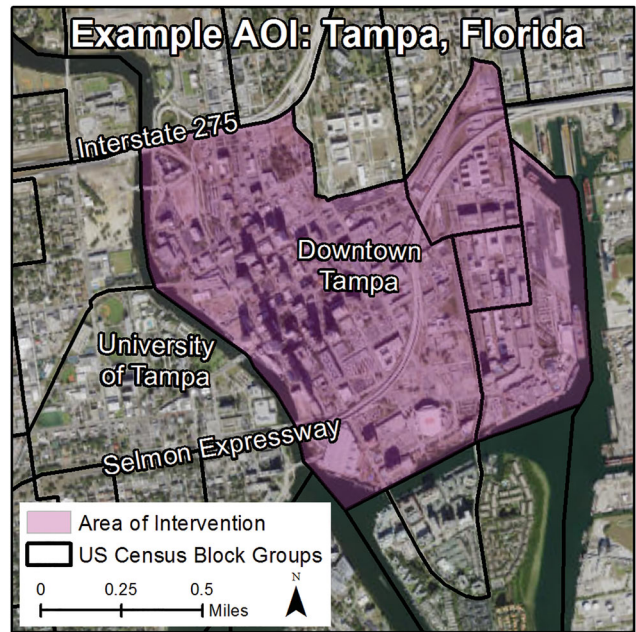 Example AOI: Tampa, Florida
Interstate 275
Downtown
Tampa
University
of Tampa
Selmon Expressway
Area of Intervention
US Census Block Groups
N
0 0.25 0.5
Miles